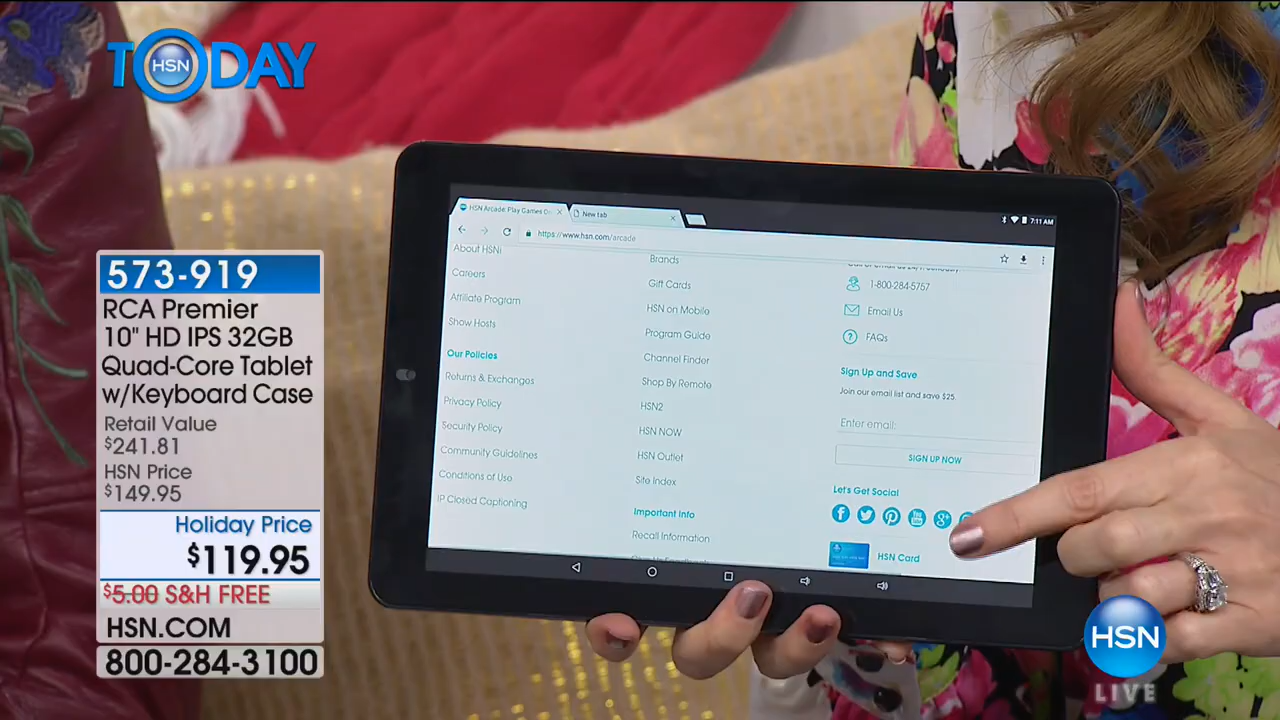 TODAY
HSN
573-919
RCA Premier
10" HD IPS 32GB
Quad-Core Tablet
w/Keyboard Case
Retail Value
$241.81
HSN Price
$149.95
Holiday Price
$119.95
$5.00 S&H FREE
HSN.COM
800-284-3100
HSN Arcade: Play Games
New tab
7:11 AM
https://www.hsn.com/arcade
About HSNi
Careers
Affiliate Program
Show Hosts
Our Policies
Returns & Exchanges
Privacy Policy
Security Policy
Community Guidelines
Conditions of Use
IP Closed Captioning
Brands
Gift Cards
HSN on Mobile
Program Guide
Channel Finder
Shop By Remote
HSN2
HSN NOW
HSN Outlet
Site Index
Important Info
Recall Information
1-800-284-5757
Email Us
FAQs
Sign Up and Save
Join our email list and save $25.
Enter email:
SIGN UP NOW
Let's Get Social
HSN Card
HSN
LIVE